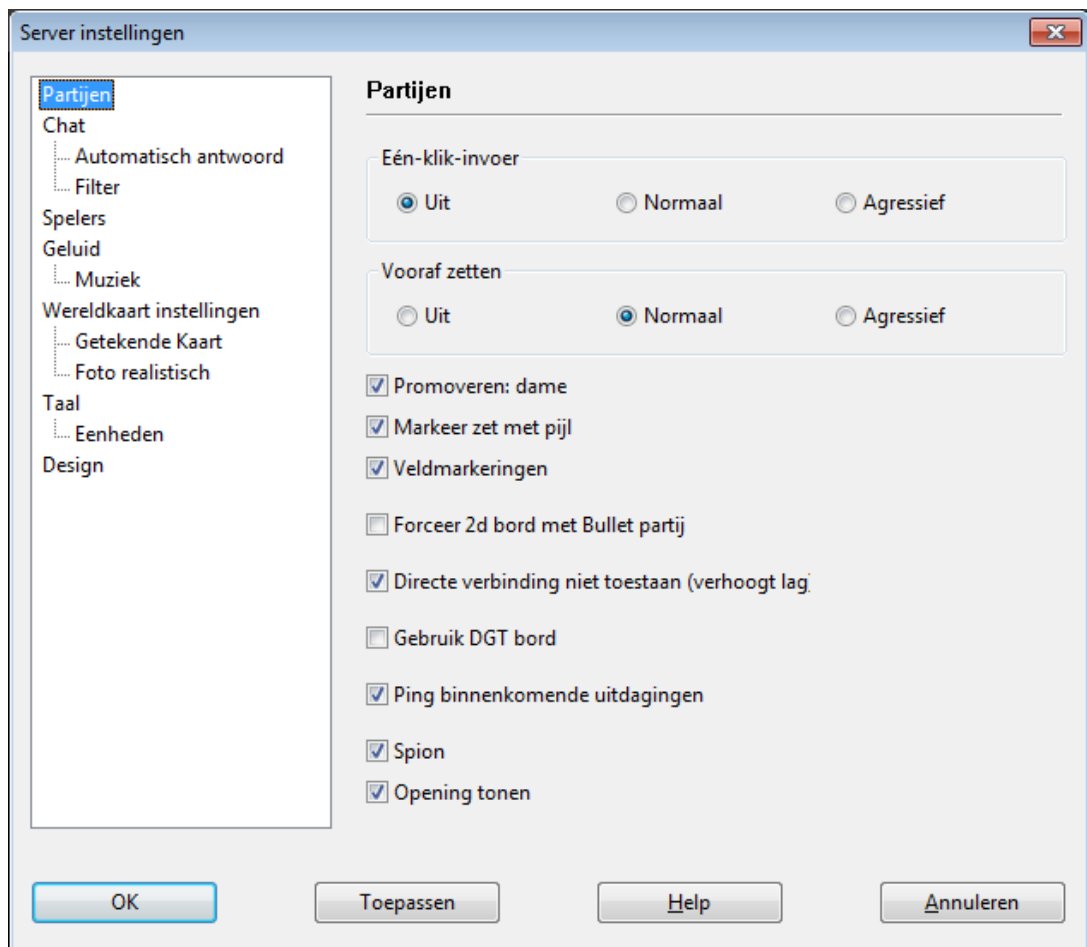 Server instellingen
Partijen
Chat
Automatisch antwoord
Filter
Spelers
Geluid
Muziek
Wereldkaart instellingen
Getekende Kaart
Foto realistisch
Taal
Eenheden
Design
Partijen
Eén-klik-invoer
Uit Normaal Agressief
Vooraf zetten
Uit Normaal Agressief
Promoveren: dame
Markeer zet met pijl
Veldmarkeringen
Forceer 2d bord met Bullet partij
Directe verbinding niet toestaan (verhoogt lag)
Gebruik DGT bord
Ping binnenkomende uitdagingen
Spion
Opening tonen
OK Toepassen Help Annuleren